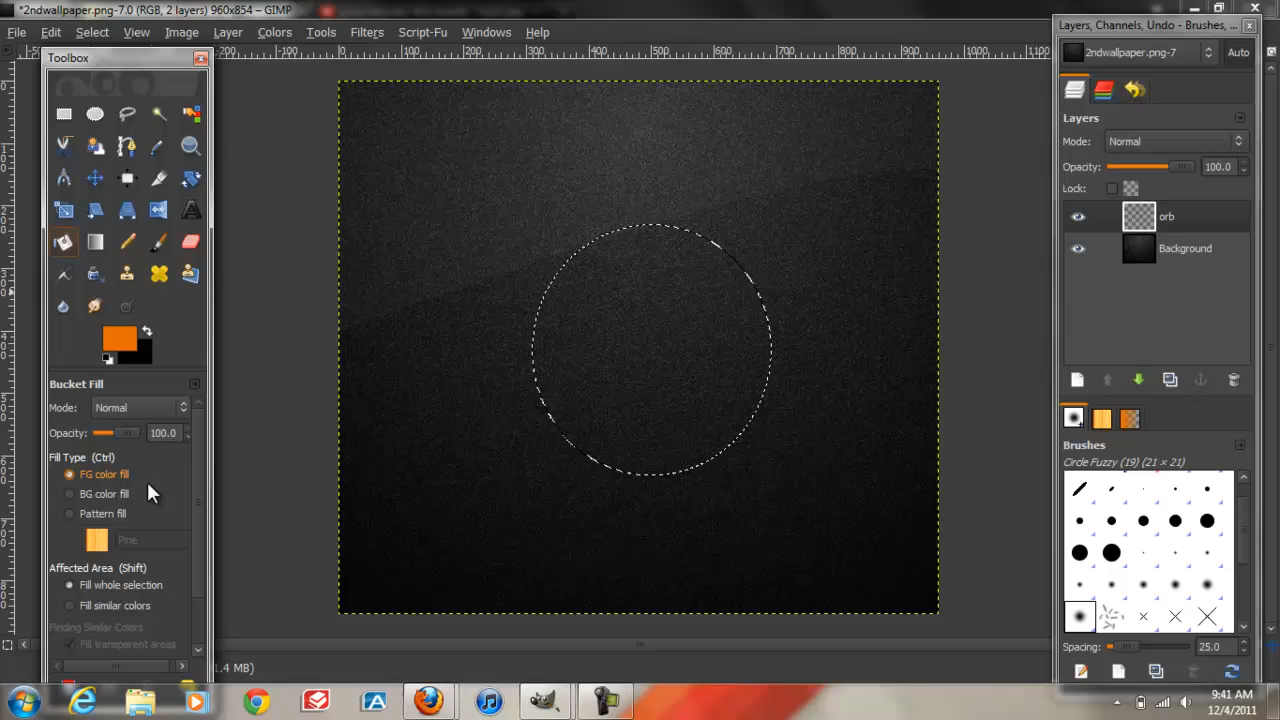 *2ndwallpaper.png-7.0 (RGB, 2 layers) 960x854 – GIMP
File Edit Select View Image Layer Colors Tools Filters Script-Fu Windows Help
Toolbox
Layers, Channels, Undo - Brushes, ...
2ndwallpaper.png-7 Auto
Layers
Mode: Normal
Opacity: 100.0
Lock:
orb
Background
Bucket Fill
Mode: Normal
Opacity: 100.0
Fill Type (Ctrl)
FG color fill
BG color fill
Pattern fill
Pine
Affected Area (Shift)
Fill whole selection
Fill similar colors
Finding Similar Colors
Fill transparent areas
Brushes
Circle Fuzzy (19) (21 × 21)
Spacing: 25.0
1.4 MB)
9:41 AM
12/4/2011